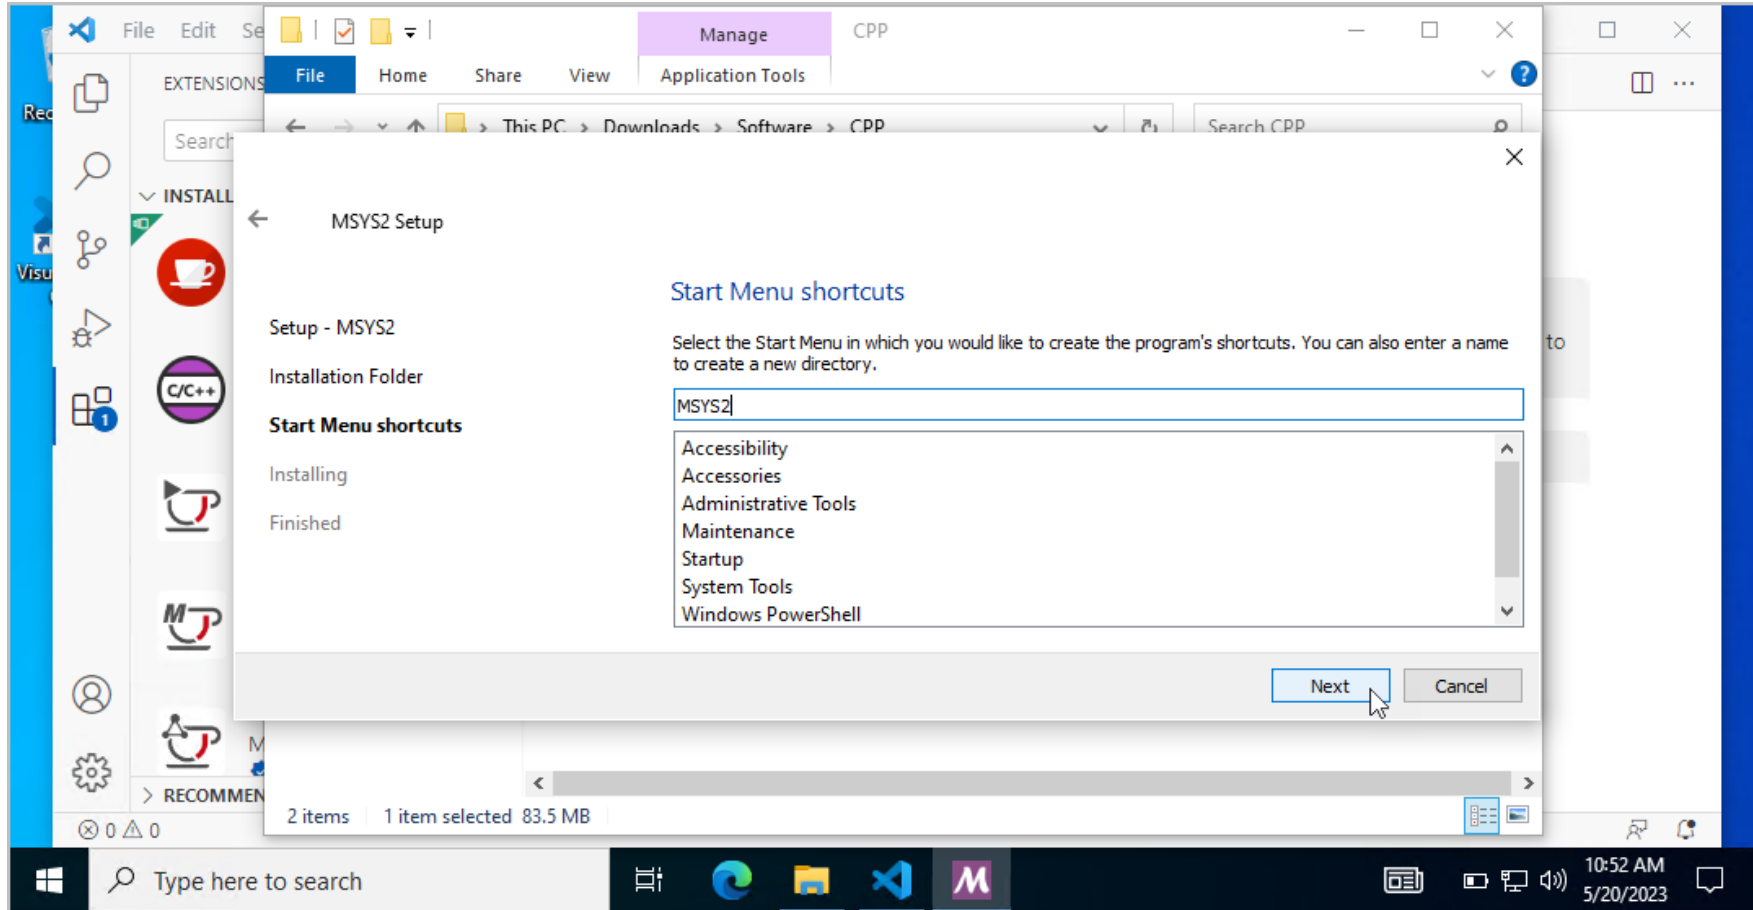 File Edit Se
Manage
CPP
File Home Share View Application Tools
?
EXTENSIONS
Rec
This PC > Downloads > Software > CPP
Search CPP
Search
INSTALL
MSYS2 Setup
Visu
Start Menu shortcuts
Setup - MSYS2
Select the Start Menu in which you would like to create the program's shortcuts. You can also enter a name
to create a new directory.
to
Installation Folder
C/C++
MSYS2
1
Start Menu shortcuts
Accessibility
Accessories
Installing
Administrative Tools
Finished
Maintenance
Startup
System Tools
Windows PowerShell
M
Next
Cancel
M
RECOMMEN
2 items 1 item selected 83.5 MB
0 0
Type here to search
M
10:52 AM
5/20/2023